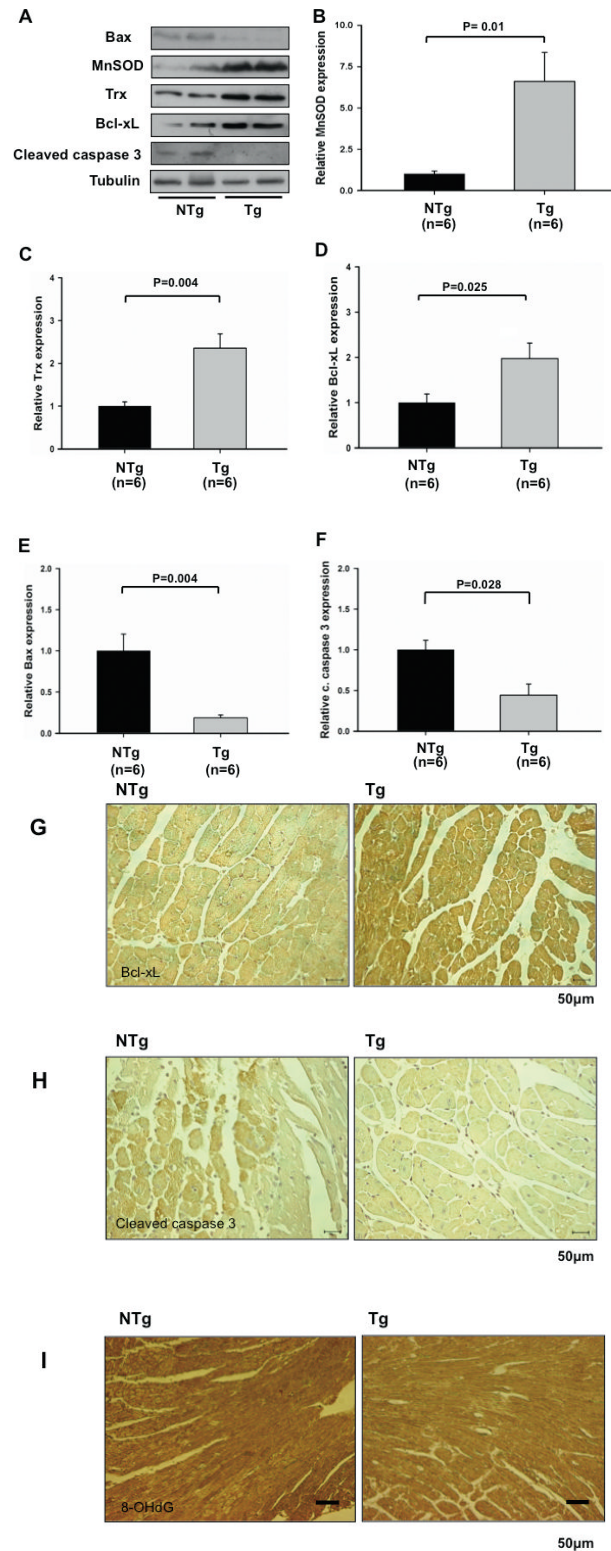 A
Bax
MnSOD
Trx
Bcl-xL
Cleaved caspase 3
Tubulin
NTg Tg
B
P= 0.01
Relative MnSOD expression
10.0
7.5
5.0
2.5
0.0
NTg Tg
(n=6) (n=6)
C
P=0.004
Relative Trx expression
4
3
2
1
0
NTg Tg
(n=6) (n=6)
D
P=0.025
Relative Bcl-xL expression
4
3
2
1
0
NTg Tg
(n=6) (n=6)
E
P=0.004
Relative Bax expression
2.0
1.5
1.0
0.5
0.0
NTg Tg
(n=6) (n=6)
F
P=0.028
Relative c. caspase 3 expression
2.0
1.5
1.0
0.5
0.0
NTg Tg
(n=6) (n=6)
G
NTg Tg
Bcl-xL
50µm
H
NTg Tg
Cleaved caspase 3
50µm
I
NTg Tg
8-OHdG
50µm